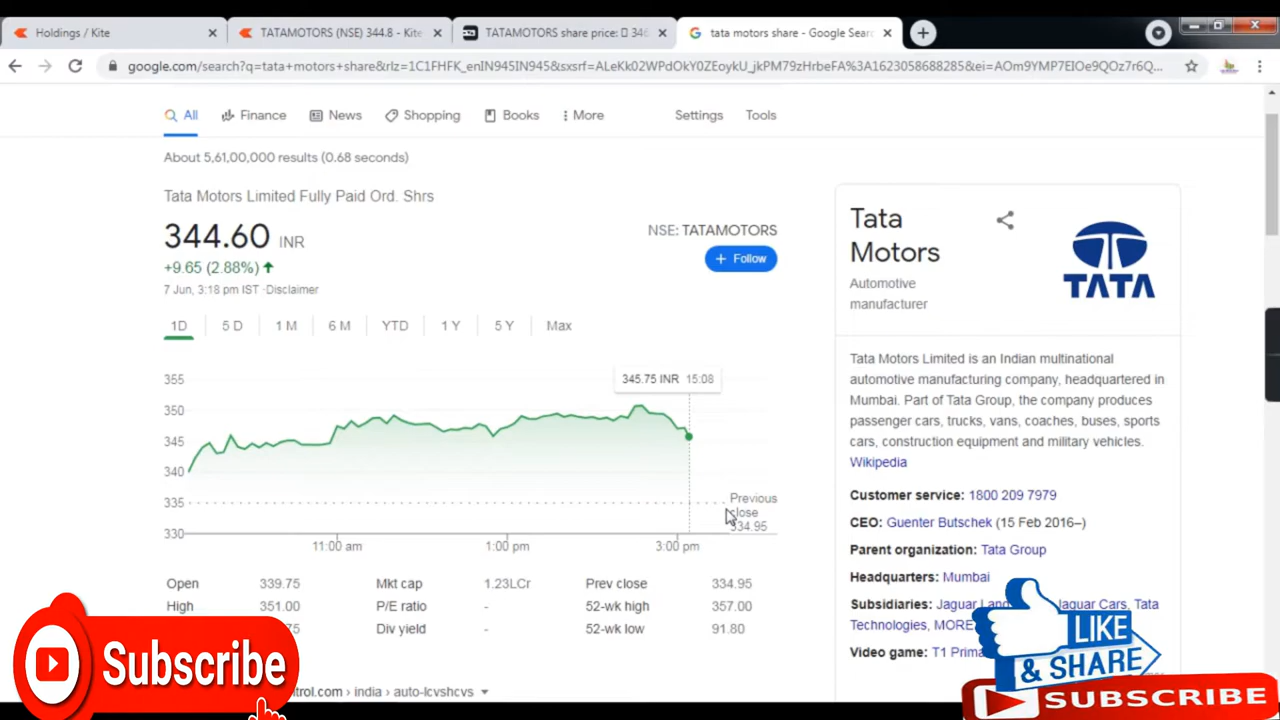 Holdings / Kite
TATAMOTORS (NSE) 344.8 - Kite
share price: 346.
tata motors share - Google Searc
google.com/search?q=tata+motors+share&rlz=1C1FHFK_enIN945IN945&sxsrf=ALeKk02WPdOkY0ZEoykU_jkPM79zHrbeFA%3A1623058688285&ei=AOm9YMP7EIOe9QOz7r6Q...
All
Finance
News
Shopping
Books
More
Settings
Tools
About 5,61,00,000 results (0.68 seconds)
Tata Motors Limited Fully Paid Ord. Shrs
344.60 INR
NSE: TATAMOTORS
+9.65 (2.88%)
+ Follow
7 Jun, 3:18 pm IST · Disclaimer
1D 5 D 1 M 6 M YTD 1 Y 5 Y Max
345.75 INR 15:08
355
350
345
340
335
330
Previous
close
334.95
11:00 am 1:00 pm 3:00 pm
Open 339.75 Mkt cap 1.23LCr Prev close 334.95
High 351.00 P/E ratio - 52-wk high 357.00
Div yield - 52-wk low 91.80
india › auto-lcvshcvs
Tata
Motors
Automotive
manufacturer
TATA
Tata Motors Limited is an Indian multinational
automotive manufacturing company, headquartered in
Mumbai. Part of Tata Group, the company produces
passenger cars, trucks, vans, coaches, buses, sports
cars, construction equipment and military vehicles.
Wikipedia
Customer service: 1800 209 7979
CEO: Guenter Butschek (15 Feb 2016–)
Parent organization: Tata Group
Headquarters: Mumbai
Subsidiaries: Jaguar Jaguar Cars, Tata
Technologies, MORE
Video game: T1
Subscribe
LIKE
& SHARE
SUBSCRIBE